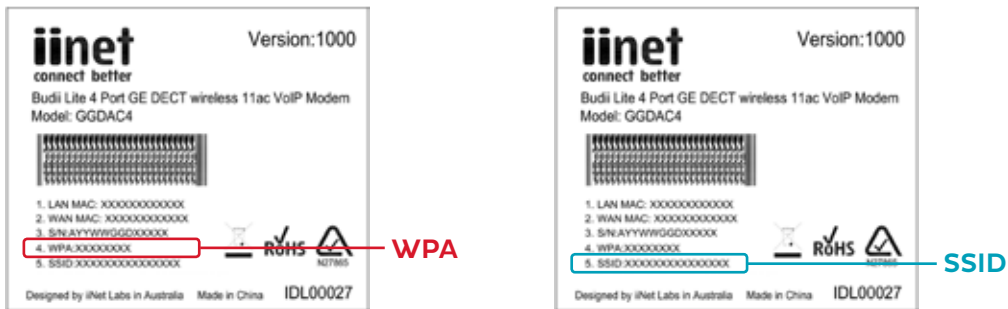 iinet
connect better
Version:1000
Budii Lite 4 Port GE DECT wireless 11ac VoIP Modem
Model: GGDAC4
1. LAN MAC: XXXXXXXXXXXXX
2. WAN MAC: XXXXXXXXXXXX
3. S/N:AYYWWGGDXXXXX
4. WPA:XXXXXXXX
5. SSID:XXXXXXXXXXXXXXX
RoHS
N27865
Designed by iiNet Labs in Australia Made in China IDL00027
WPA
iinet
connect better
Version:1000
Budii Lite 4 Port GE DECT wireless 11ac VoIP Modem
Model: GGDAC4
1. LAN MAC: XXXXXXXXXXXXX
2. WAN MAC: XXXXXXXXXXXX
3. S/N:AYYWWGGDXXXXX
4. WPA:XXXXXXXX
5. SSID:XXXXXXXXXXXXXXX
RoHS
N27865
Designed by iiNet Labs in Australia Made in China IDL00027
SSID